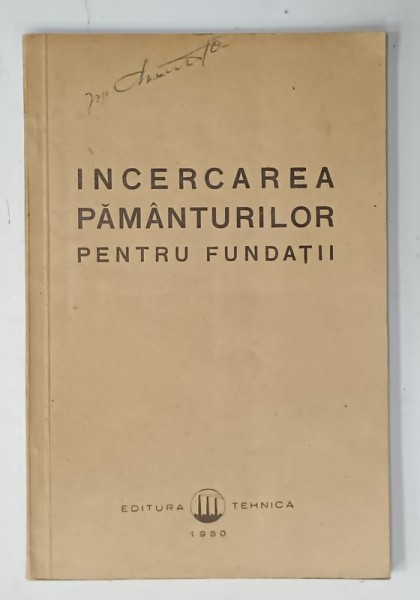 INCERCAREA
PĂMÂNTURILOR
PENTRU FUNDAȚII
EDITURA TEHNICĂ
1950